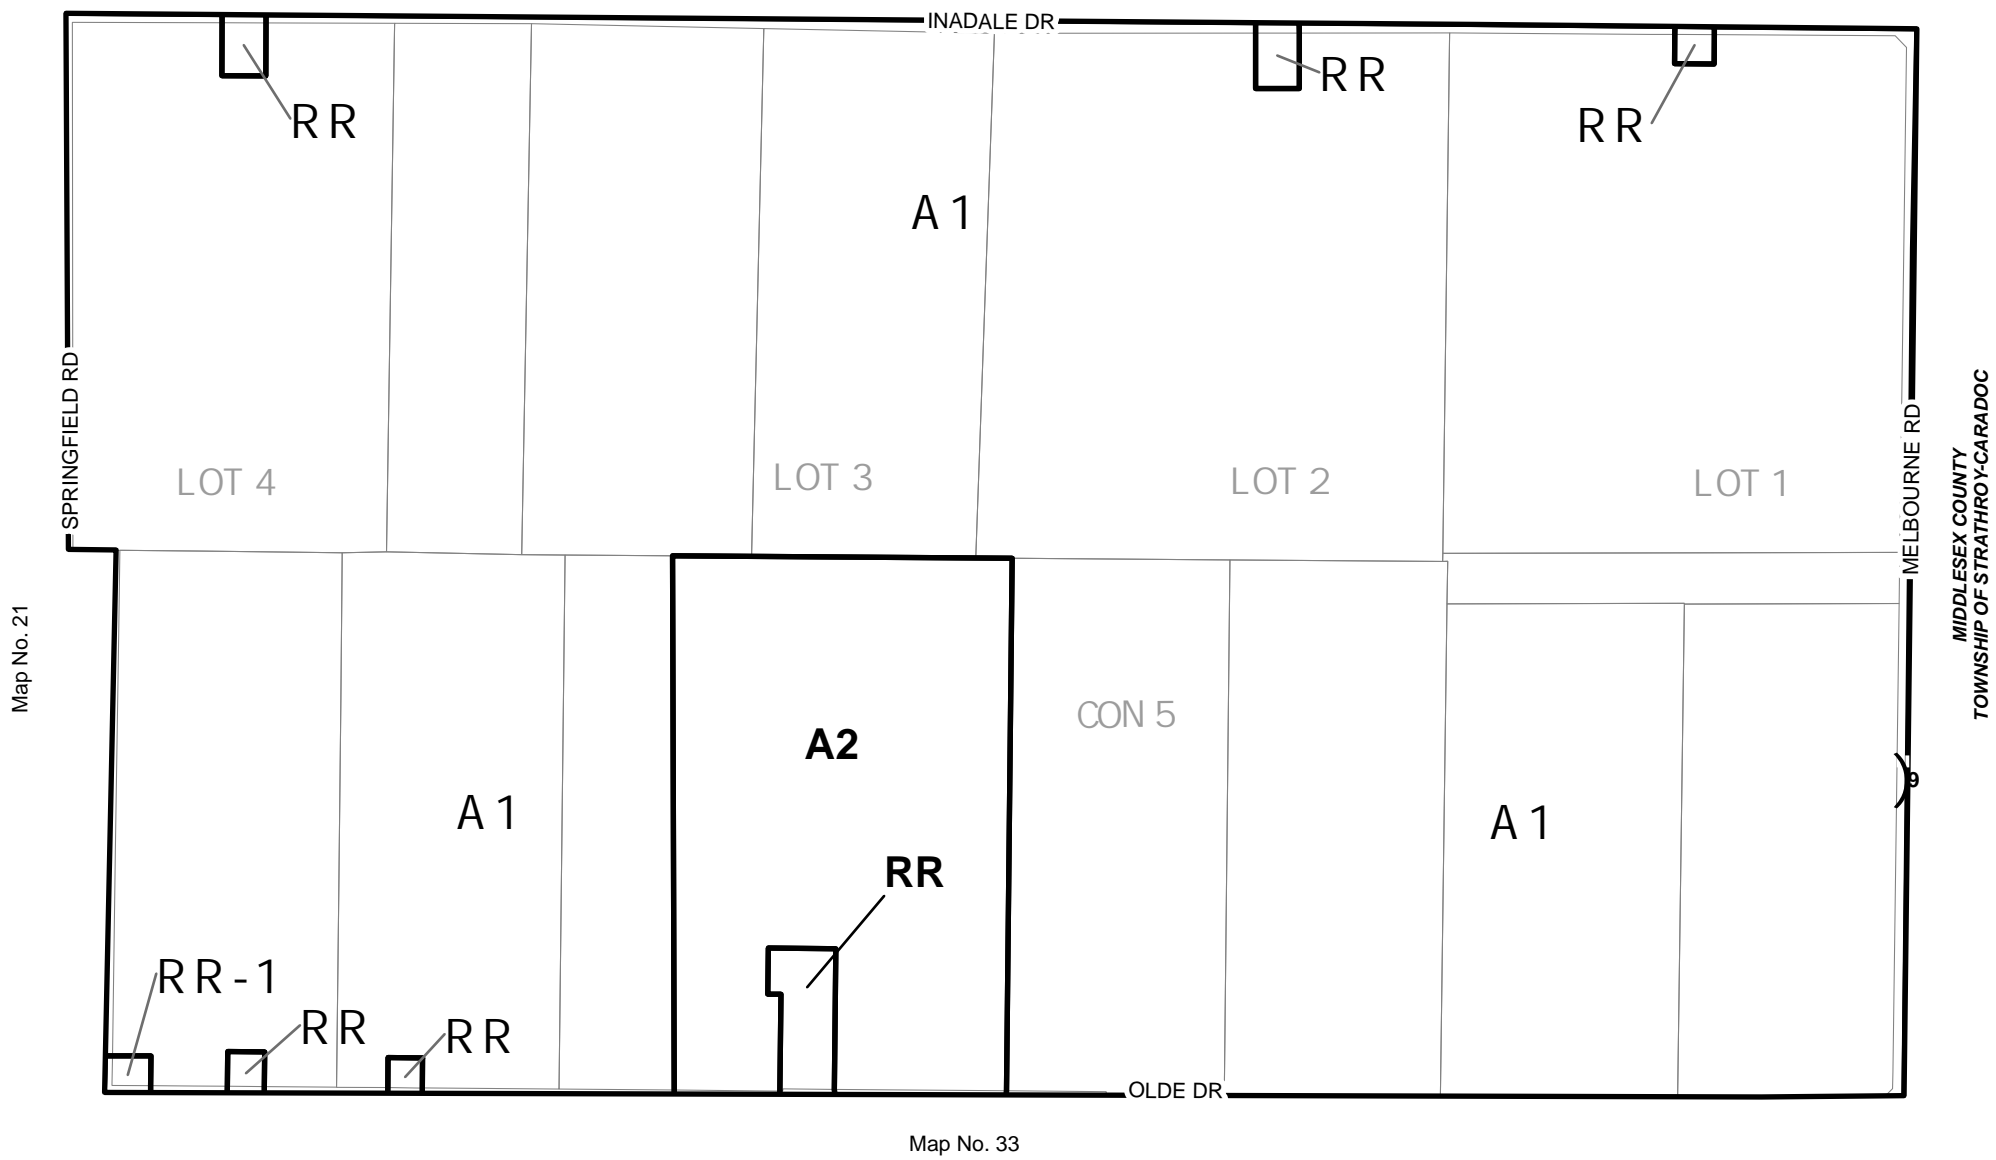 INADALE DR
RR
RR
RR
A1
SPRINGFIELD RD
MELBOURNE RD
MIDDLESEX COUNTY
TOWNSHIP OF STRATHROY-CARADOC
LOT 4
LOT 3
LOT 2
LOT 1
Map No. 21
CON 5
A2
9
A1
A1
RR
RR-1
RR
RR
OLDE DR
Map No. 33